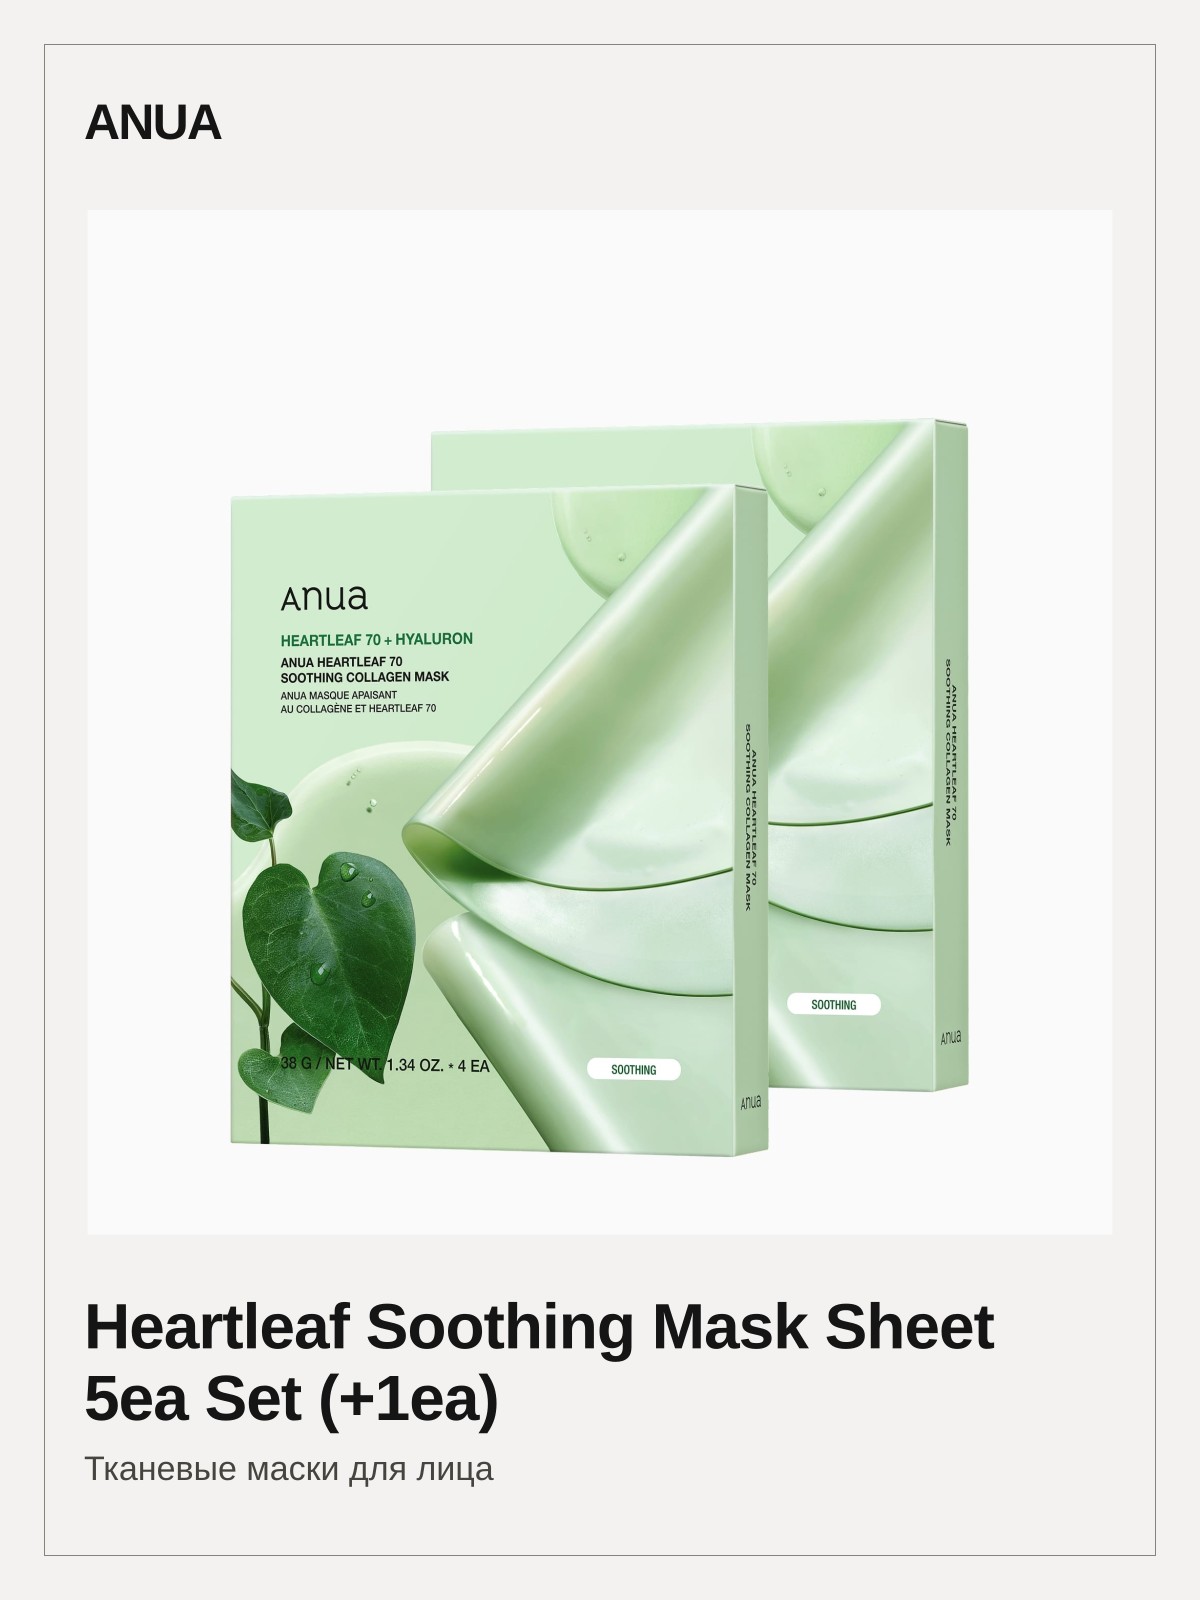 ANUA
Anua
HEARTLEAF 70 + HYALURON
ANUA HEARTLEAF 70
SOOTHING COLLAGEN MASK
ANUA MASQUE APAISANT
AU COLLAGÈNE ET HEARTLEAF 70
38 G / NET WT. 1.34 OZ. * 4 EA
SOOTHING
ANUA HEARTLEAF 70
SOOTHING COLLAGEN MASK
Anua
SOOTHING
ANUA HEARTLEAF 70
SOOTHING COLLAGEN MASK
Anua
Heartleaf Soothing Mask Sheet
5ea Set (+1ea)
Тканевые маски для лица